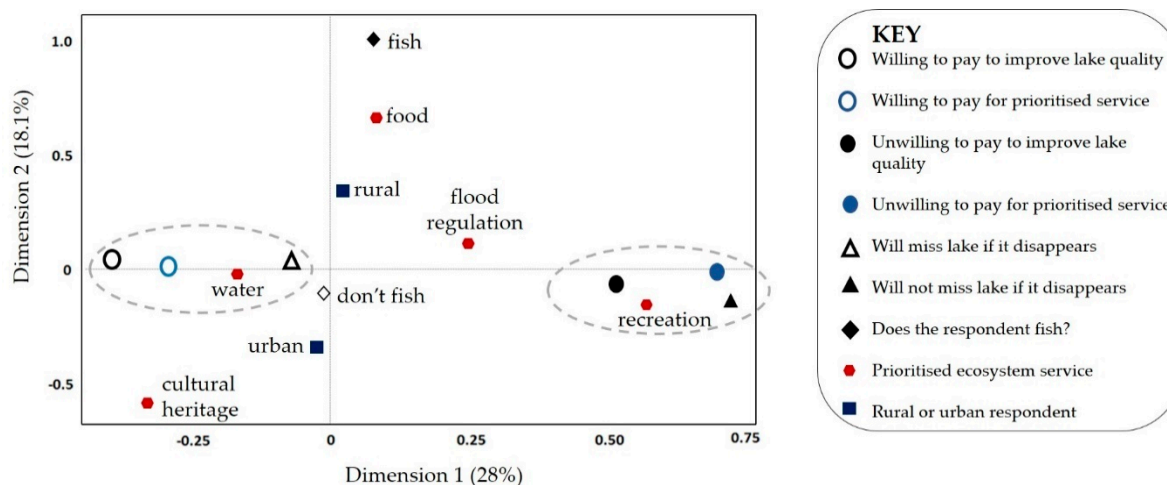 1.0
0.5
0
-0.5
Dimension 2 (18.1%)
fish
food
rural
flood
regulation
water
don't fish
recreation
urban
cultural
heritage
-0.25
0
0.25
0.50
0.75
Dimension 1 (28%)
KEY
Willing to pay to improve lake quality
Willing to pay for prioritised service
Unwilling to pay to improve lake
quality
Unwilling to pay for prioritised service
Will miss lake if it disappears
Will not miss lake if it disappears
Does the respondent fish?
Prioritised ecosystem service
Rural or urban respondent